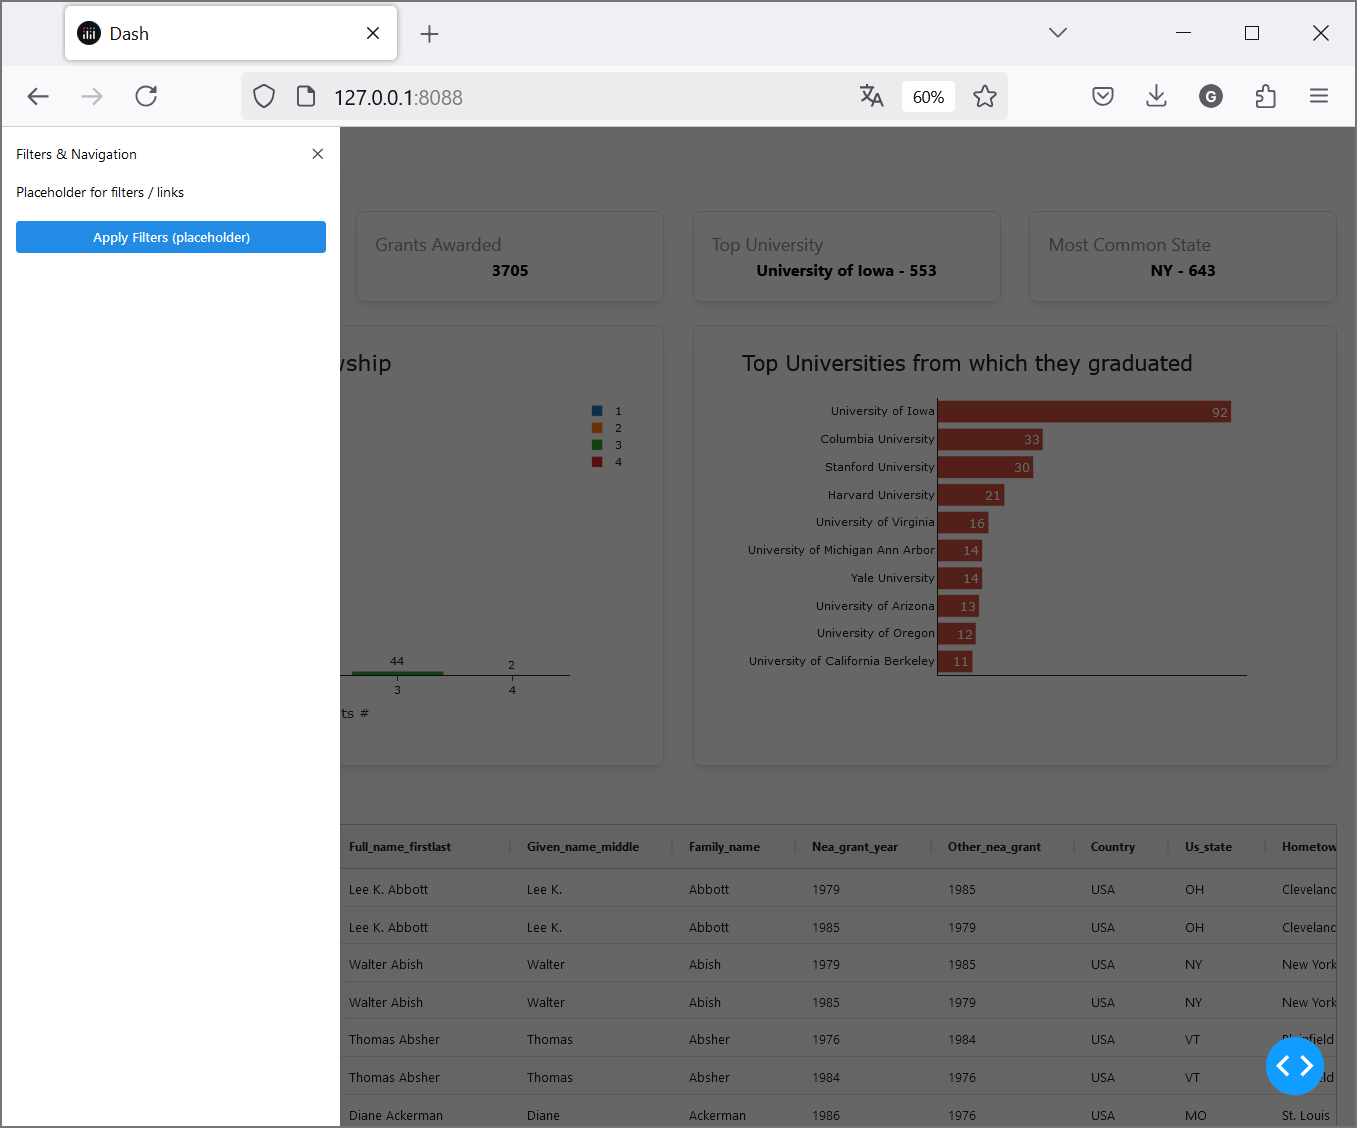 Dash
127.0.0.1:8088
60%
G
Filters & Navigation
Placeholder for filters / links
Apply Filters (placeholder)
Grants Awarded
3705
Top University
University of Iowa - 553
Most Common State
NY - 643
wship
1
2
3
4
44
2
3
4
ts #
Top Universities from which they graduated
University of Iowa 92
Columbia University 33
Stanford University 30
Harvard University 21
University of Virginia 16
University of Michigan Ann Arbor 14
Yale University 14
University of Arizona 13
University of Oregon 12
University of California Berkeley 11
Full_name_firstlast Given_name_middle Family_name Nea_grant_year Other_nea_grant Country Us_state Hometow
Lee K. Abbott Lee K. Abbott 1979 1985 USA OH Cleveland
Lee K. Abbott Lee K. Abbott 1985 1979 USA OH Cleveland
Walter Abish Walter Abish 1979 1985 USA NY New York
Walter Abish Walter Abish 1985 1979 USA NY New York
Thomas Absher Thomas Absher 1976 1984 USA VT Plainfield
Thomas Absher Thomas Absher 1984 1976 USA VT
Diane Ackerman Diane Ackerman 1986 1976 USA MO St. Louis